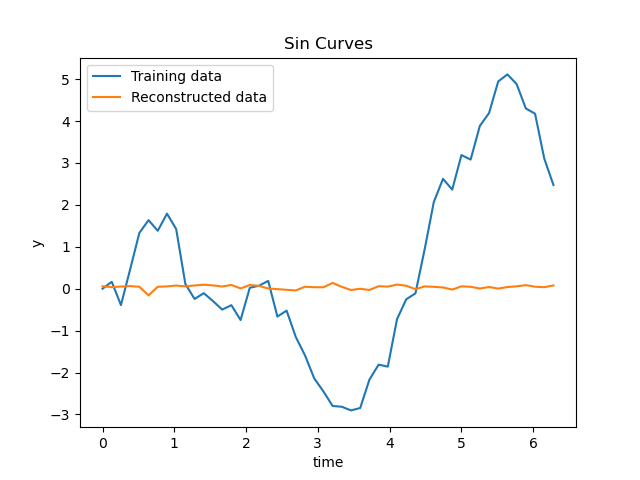 Sin Curves
Training data
Reconstructed data
5
4
3
2
1
0
−1
−2
−3
y
0 1 2 3 4 5 6
time